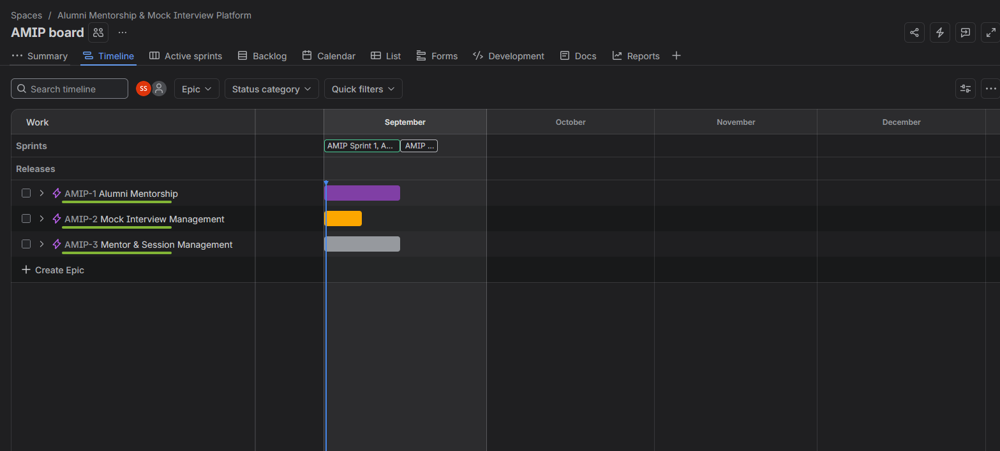 Spaces / Alumni Mentorship & Mock Interview Platform
AMIP board
Summary Timeline Active sprints Backlog Calendar List Forms Development Docs Reports
Search timeline SS Epic Status category Quick filters
Work September October November December
Sprints AMIP Sprint 1, A... AMIP ...
Releases
AMIP-1 Alumni Mentorship
AMIP-2 Mock Interview Management
AMIP-3 Mentor & Session Management
Create Epic